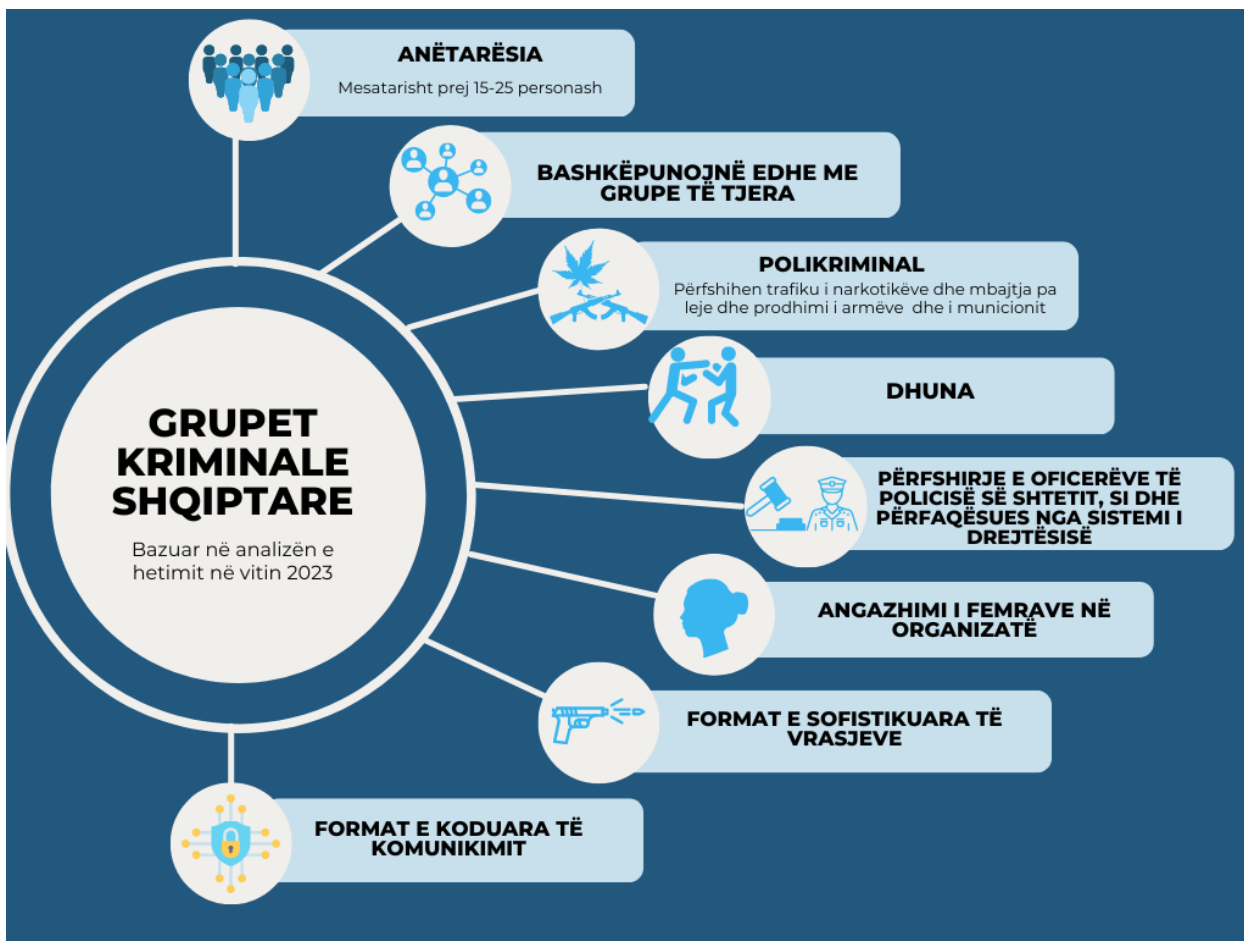 ANËTARËSIA
Mesatarisht prej 15-25 personash
BASHKËPUNOJNË EDHE ME
GRUPE TË TJERA
POLIKRIMINAL
Përfshihen trafiku i narkotikëve dhe mbajtja pa
leje dhe prodhimi i armëve dhe i municionit
DHUNA
GRUPET
KRIMINALE
SHQIPTARE
Bazuar në analizën e
hetimit në vitin 2023
PËRFSHIRJE E OFICERËVE TË
POLICISË SË SHTETIT, SI DHE
PËRFAQËSUES NGA SISTEMI I
DREJTËSISË
ANGAZHIMI I FEMRAVE NË
ORGANIZATË
FORMAT E SOFISTIKUARA TË
VRASJEVE
FORMAT E KODUARA TË
KOMUNIKIMIT